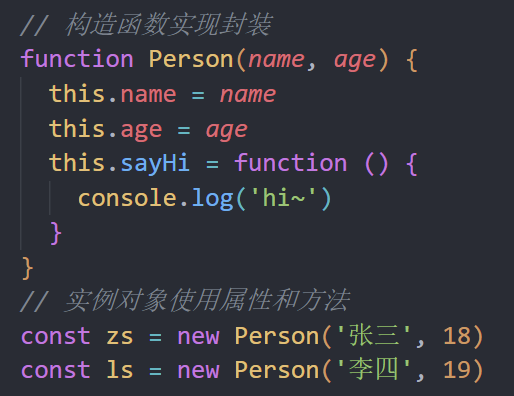 // 构造函数实现封装
function Person(name, age) {
  this.name = name
  this.age = age
  this.sayHi = function () {
    console.log('hi~')
  }
}
// 实例对象使用属性和方法
const zs = new Person('张三', 18)
const ls = new Person('李四', 19)